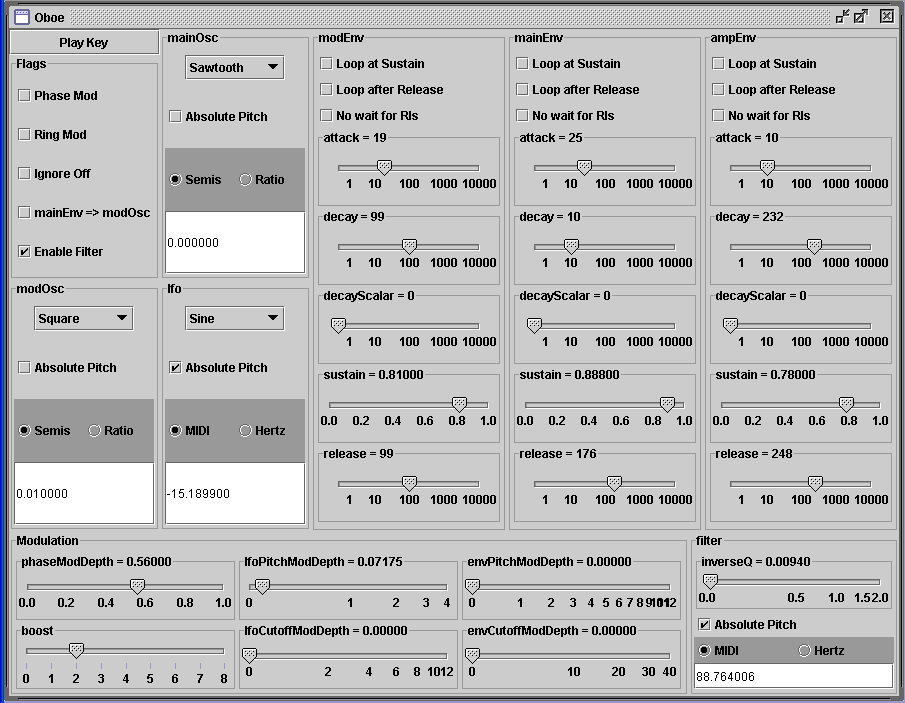 Oboe
Play Key
Flags
Phase Mod
Ring Mod
Ignore Off
mainEnv => modOsc
Enable Filter
mainOsc
Sawtooth
Absolute Pitch
Semis Ratio
0.000000
modOsc
Square
Absolute Pitch
Semis Ratio
0.010000
lfo
Sine
Absolute Pitch
MIDI Hertz
-15.189900
modEnv
Loop at Sustain
Loop after Release
No wait for Rls
attack = 19
1 10 100 1000 10000
decay = 99
1 10 100 1000 10000
decayScalar = 0
1 10 100 1000 10000
sustain = 0.81000
0.0 0.2 0.4 0.6 0.8 1.0
release = 99
1 10 100 1000 10000
mainEnv
Loop at Sustain
Loop after Release
No wait for Rls
attack = 25
1 10 100 1000 10000
decay = 10
1 10 100 1000 10000
decayScalar = 0
1 10 100 1000 10000
sustain = 0.88800
0.0 0.2 0.4 0.6 0.8 1.0
release = 176
1 10 100 1000 10000
ampEnv
Loop at Sustain
Loop after Release
No wait for Rls
attack = 10
1 10 100 1000 10000
decay = 232
1 10 100 1000 10000
decayScalar = 0
1 10 100 1000 10000
sustain = 0.78000
0.0 0.2 0.4 0.6 0.8 1.0
release = 248
1 10 100 1000 10000
Modulation
phaseModDepth = 0.56000
0.0 0.2 0.4 0.6 0.8 1.0
boost
0 1 2 3 4 5 6 7 8
lfoPitchModDepth = 0.07175
0 1 2 3 4
lfoCutoffModDepth = 0.00000
0 2 4 6 8 10 12
envPitchModDepth = 0.00000
0 1 2 3 4 5 6 7 8 9 10 11 12
envCutoffModDepth = 0.00000
0 10 20 30 40
filter
inverseQ = 0.00940
0.0 0.5 1.0 1.5 2.0
Absolute Pitch
MIDI Hertz
88.764006